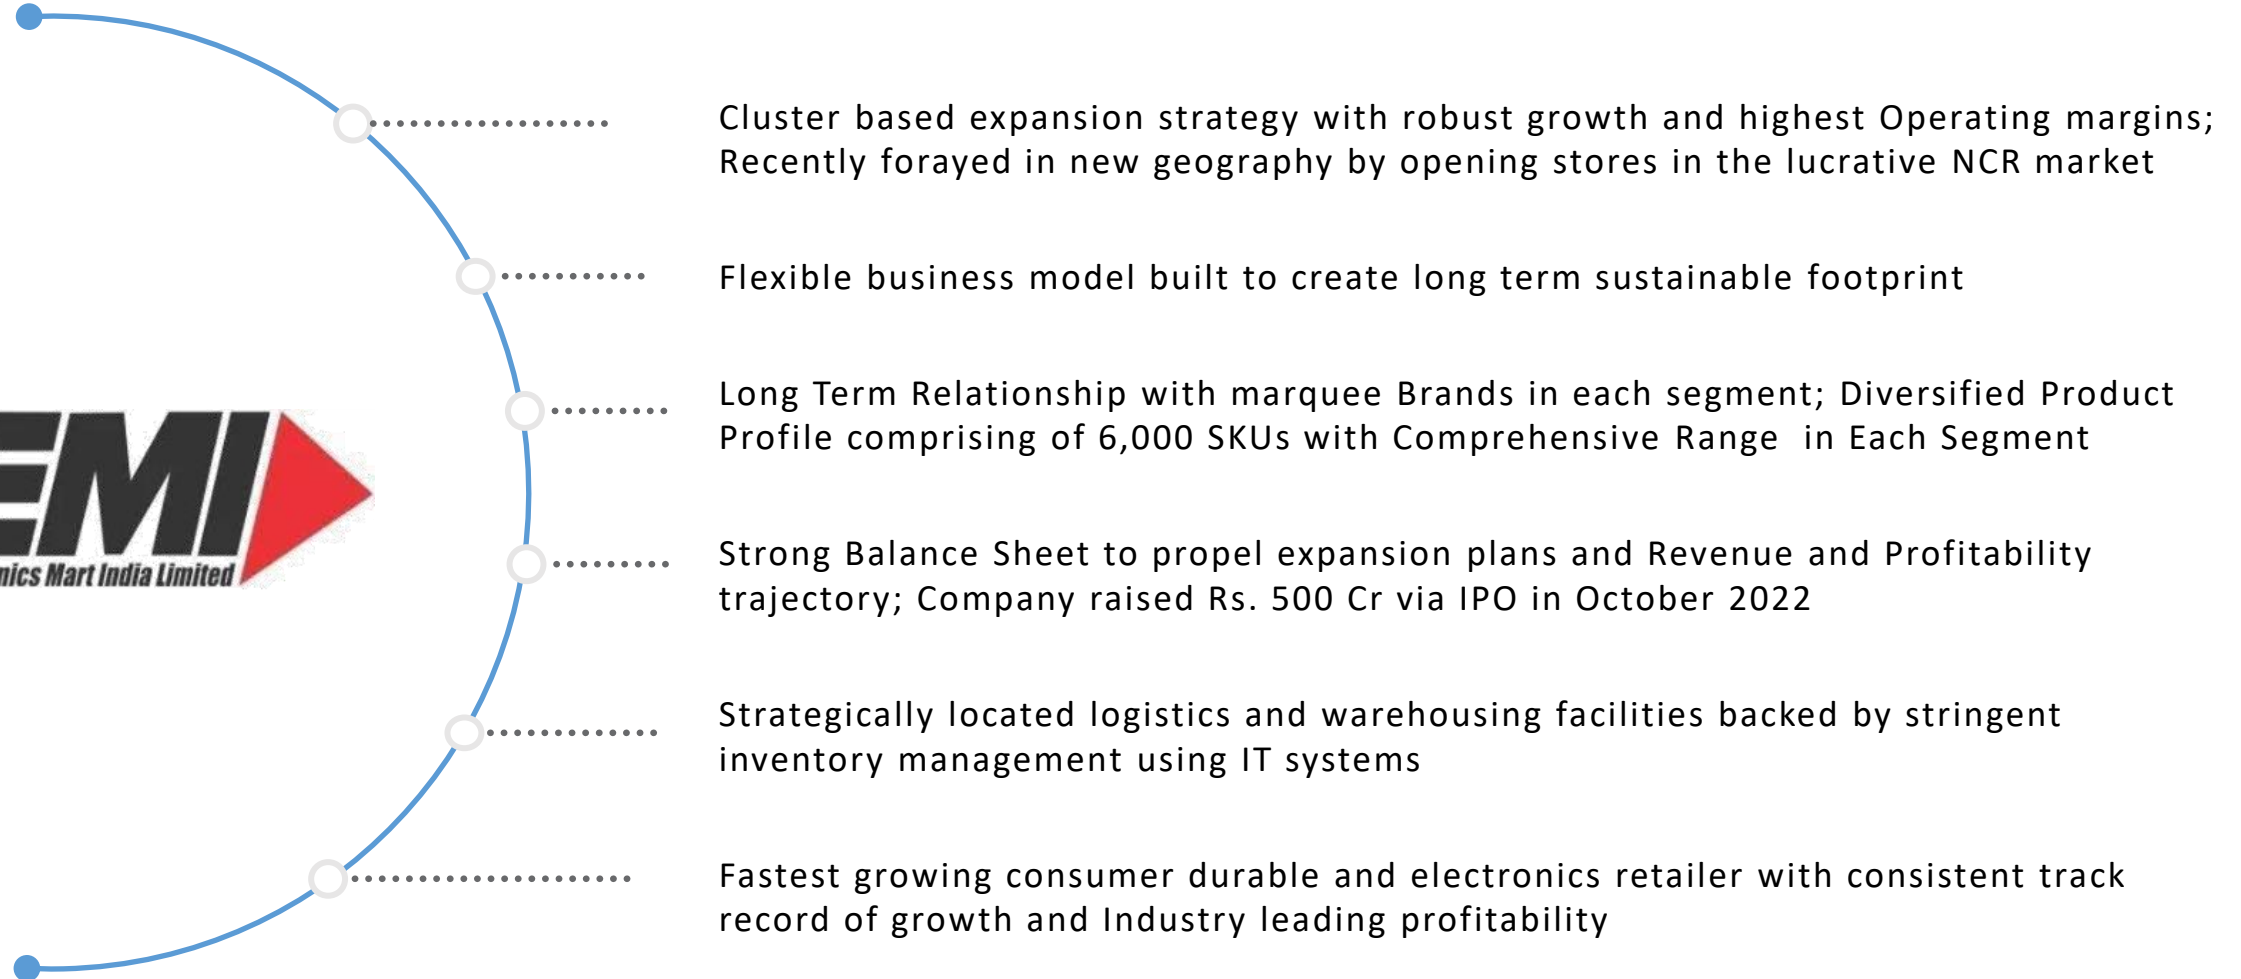 Cluster based expansion strategy with robust growth and highest Operating margins;
Recently forayed in new geography by opening stores in the lucrative NCR market
Flexible business model built to create long term sustainable footprint
Long Term Relationship with marquee Brands in each segment; Diversified Product
Profile comprising of 6,000 SKUs with Comprehensive Range in Each Segment
EMI
nics Mart India Limited
Strong Balance Sheet to propel expansion plans and Revenue and Profitability
trajectory; Company raised Rs. 500 Cr via IPO in October 2022
Strategically located logistics and warehousing facilities backed by stringent
inventory management using IT systems
Fastest growing consumer durable and electronics retailer with consistent track
record of growth and Industry leading profitability